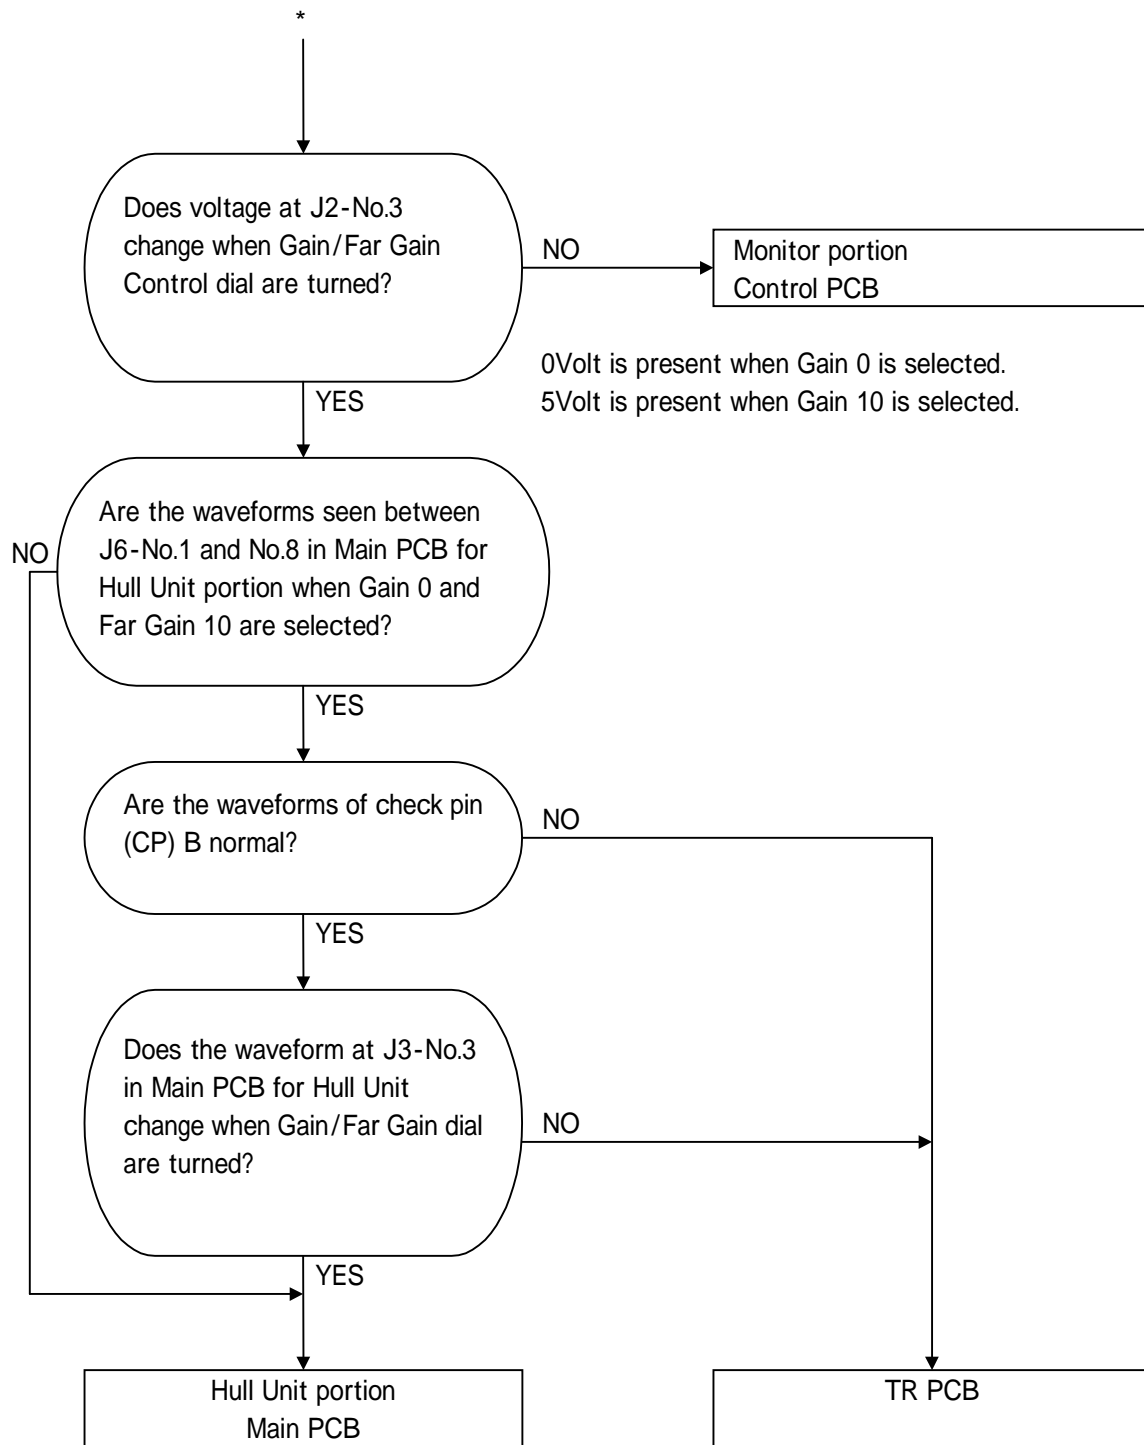 *
Does voltage at J2-No.3
change when Gain/Far Gain
Control dial are turned?
NO
Monitor portion
Control PCB
0Volt is present when Gain 0 is selected.
5Volt is present when Gain 10 is selected.
YES
Are the waveforms seen between
J6-No.1 and No.8 in Main PCB for
Hull Unit portion when Gain 0 and
Far Gain 10 are selected?
NO
YES
Are the waveforms of check pin
(CP) B normal?
NO
YES
Does the waveform at J3-No.3
in Main PCB for Hull Unit
change when Gain/Far Gain dial
are turned?
NO
YES
Hull Unit portion
Main PCB
TR PCB